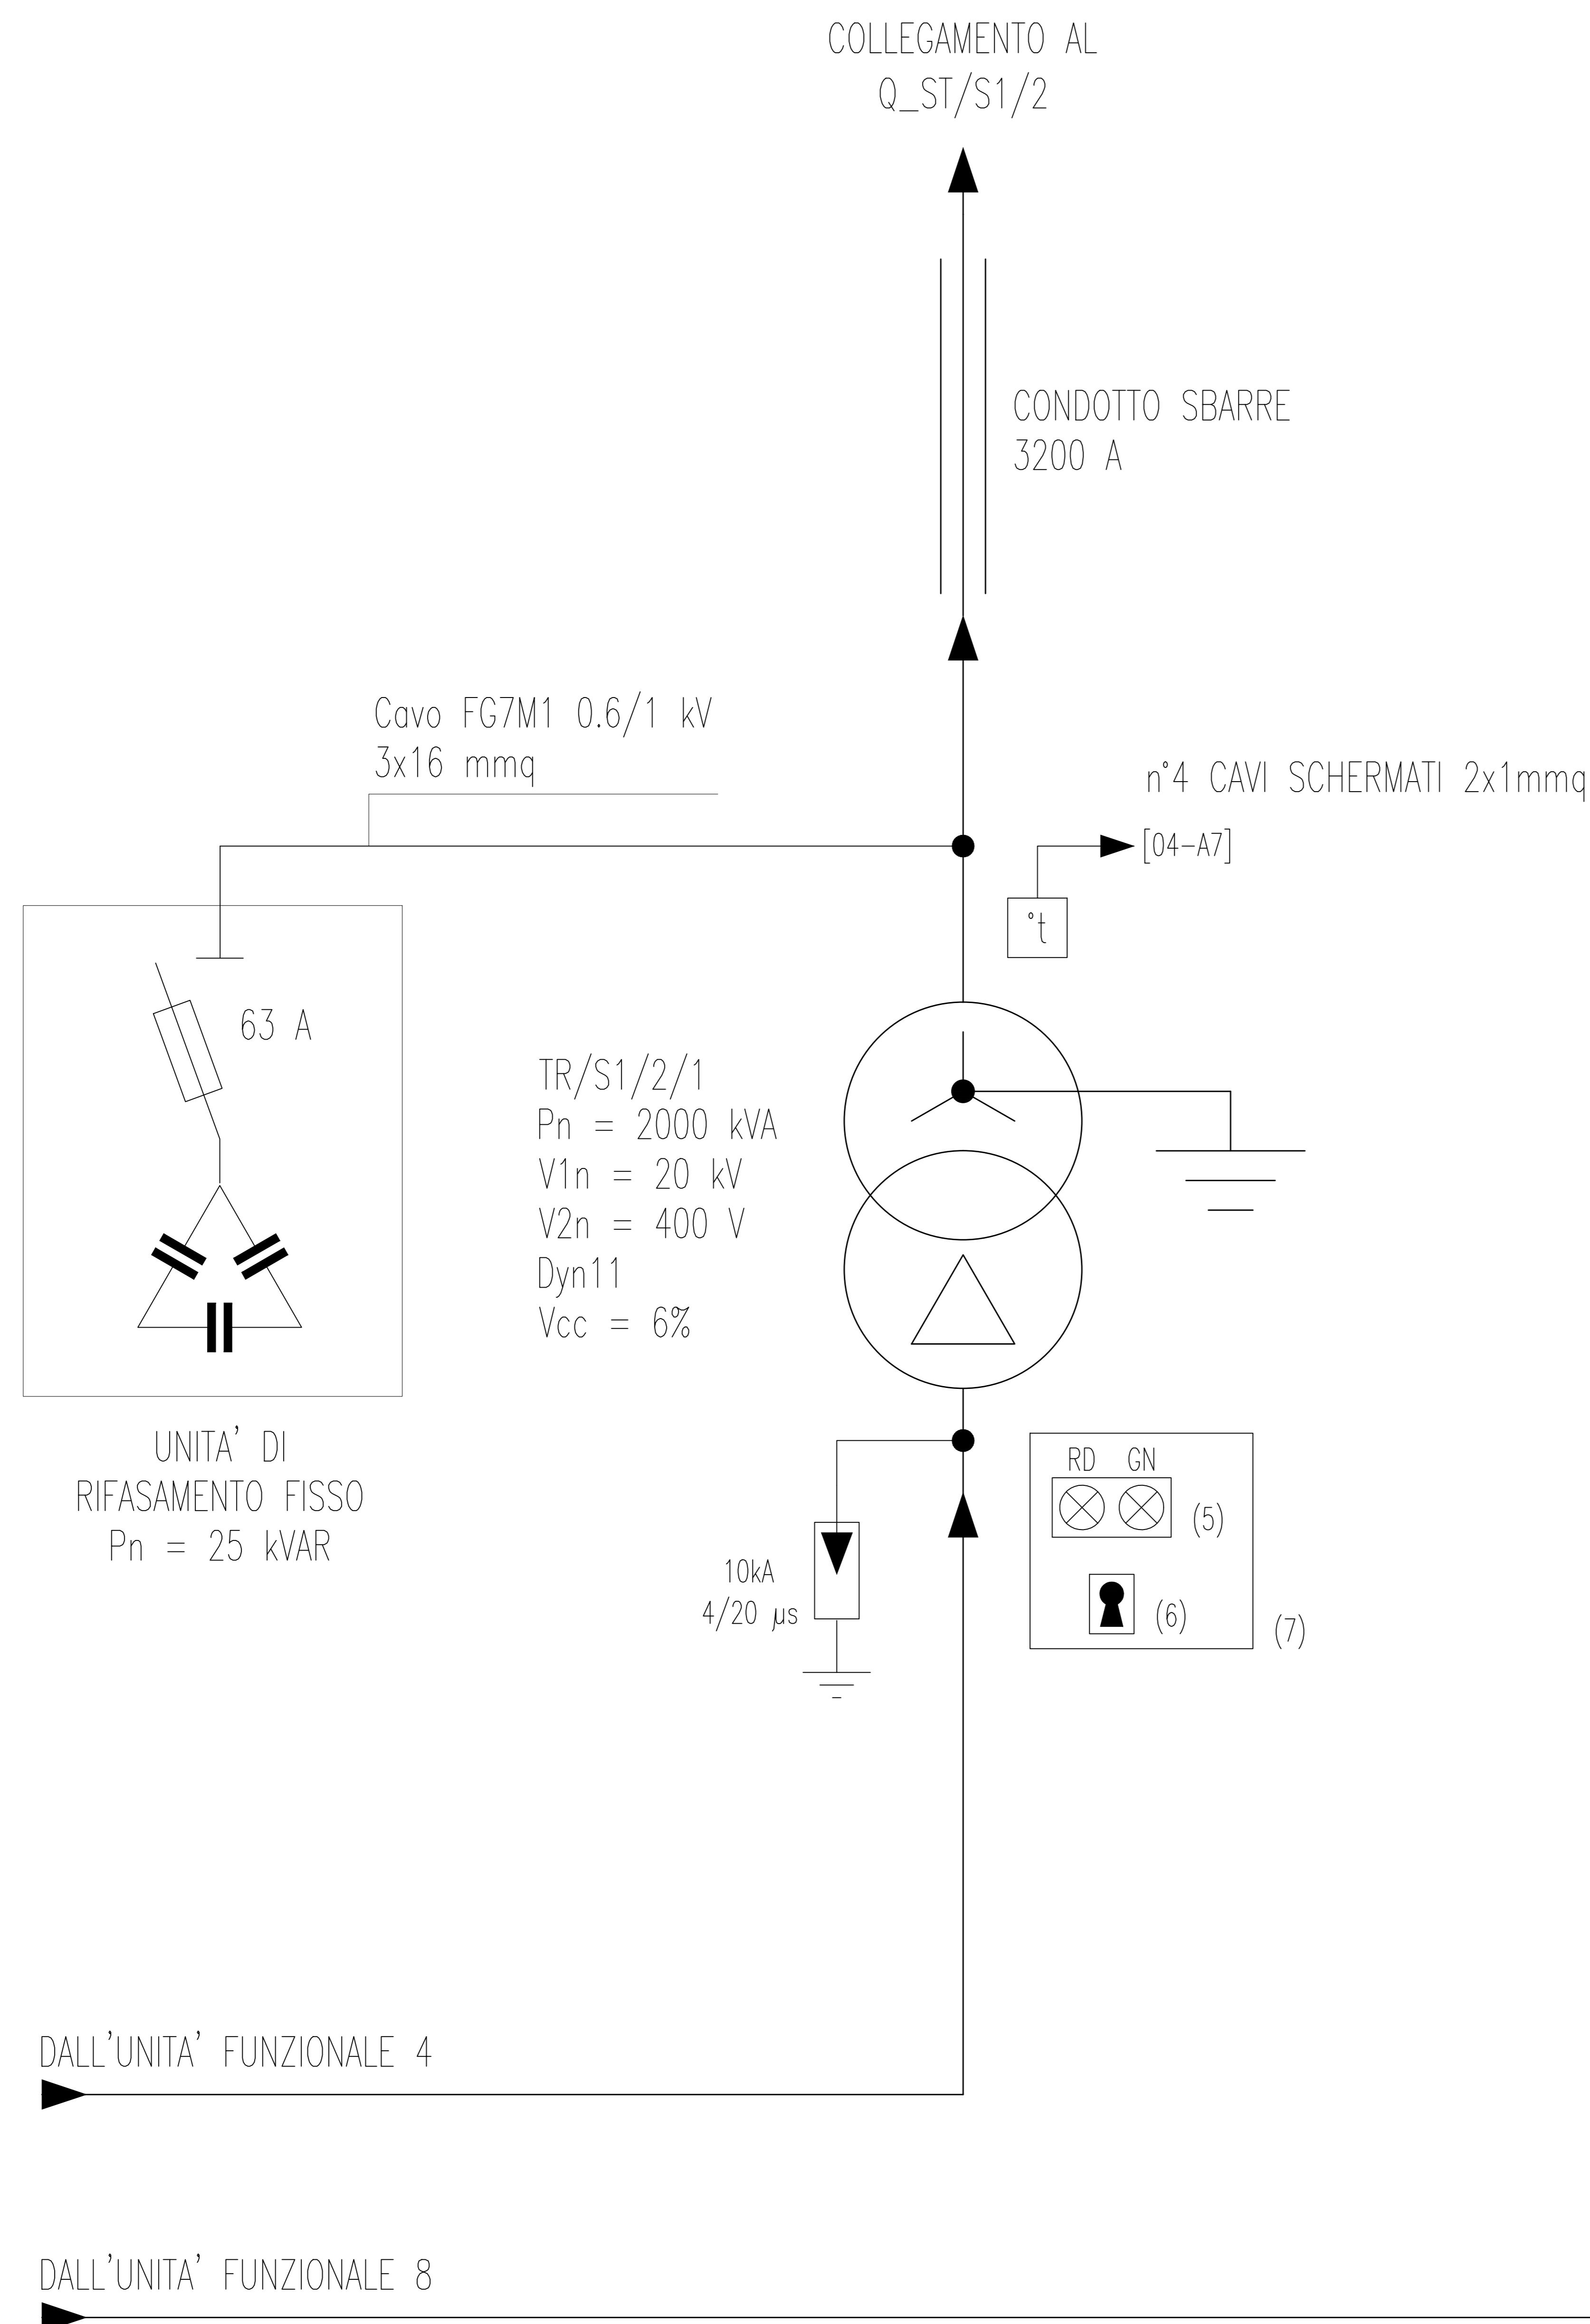 COLLEGAMENTO AL
Q_ST/S1/2
CONDOTTO SBARRE
3200 A
Cavo FG7M1 0.6/1 kV
3x16 mmq
n°4 CAVI SCHERMATI 2x1mmq
[04-A7]
°t
63 A
TR/S1/2/1
Pn = 2000 kVA
V1n = 20 kV
V2n = 400 V
Dyn11
Vcc = 6%
UNITA' DI
RIFASAMENTO FISSO
Pn = 25 kVAR
RD GN
(5)
10kA
4/20 µs
(6)
(7)
DALL'UNITA' FUNZIONALE 4
DALL'UNITA' FUNZIONALE 8